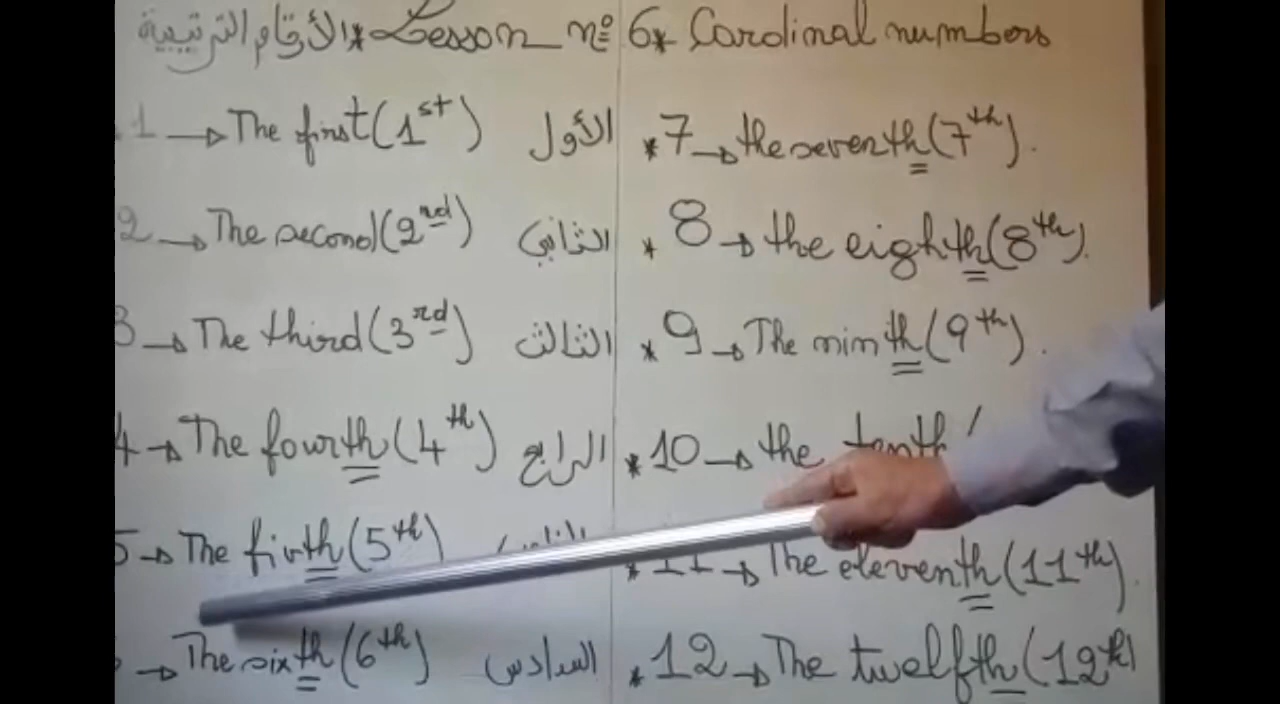 الأرقام الترتيبية * Lesson nº 6 * Cardinal numbers
1 → The first (1st) الأول
2 → The second (2nd) الثاني
3 → The third (3rd) الثالث
4 → The fourth (4th) الرابع
5 → The fifth (5th)
→ The sixth (6th) السادس
* 7 → the seventh (7th).
* 8 → the eighth (8th).
* 9 → The ninth (9th).
* 10 → the tenth (
* 11 → The eleventh (11th).
* 12 → The twelfth (12th)